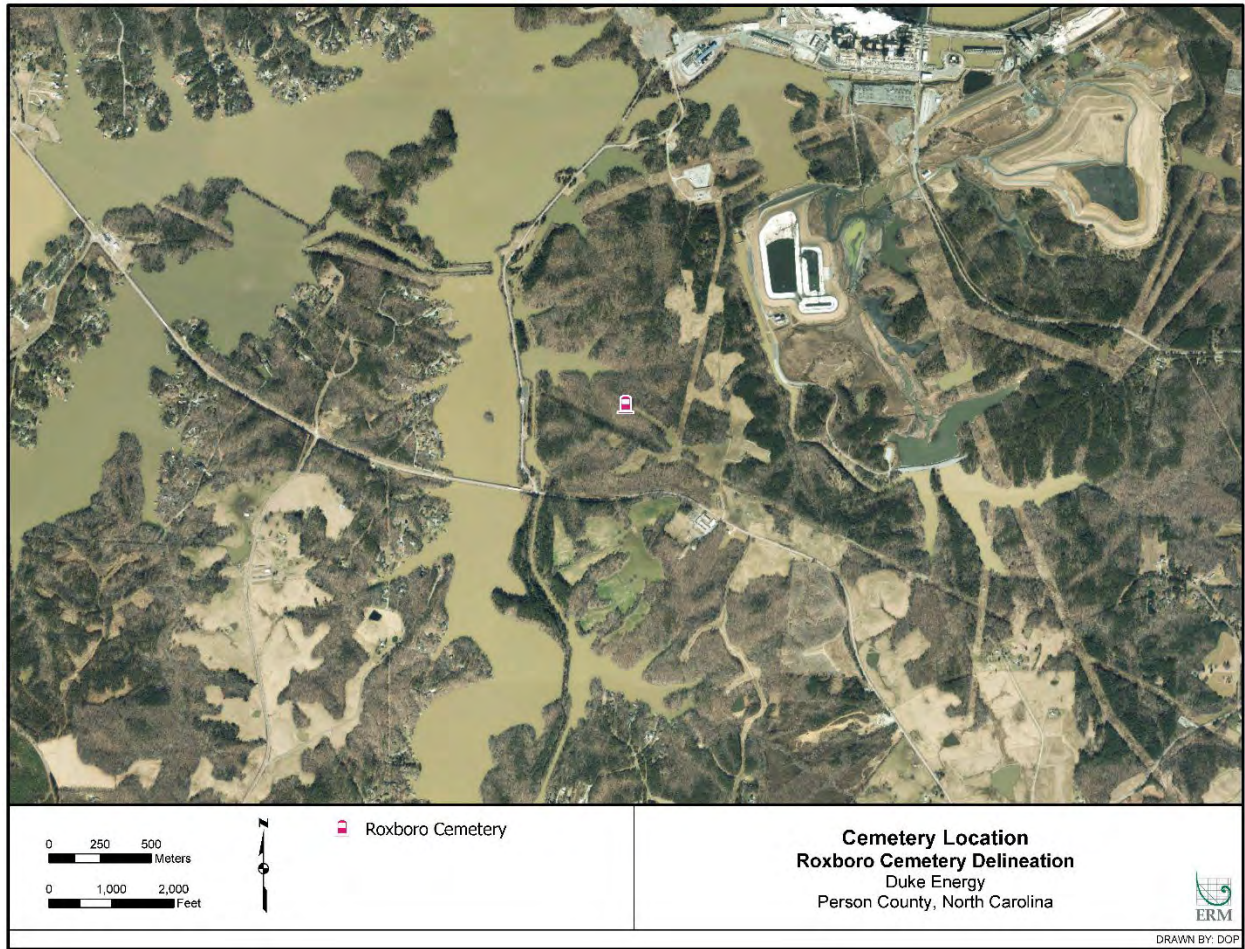 0 250 500
Meters
0 1,000 2,000
Feet
N
Roxboro Cemetery
Cemetery Location
Roxboro Cemetery Delineation
Duke Energy
Person County, North Carolina
ERM
DRAWN BY: DOP